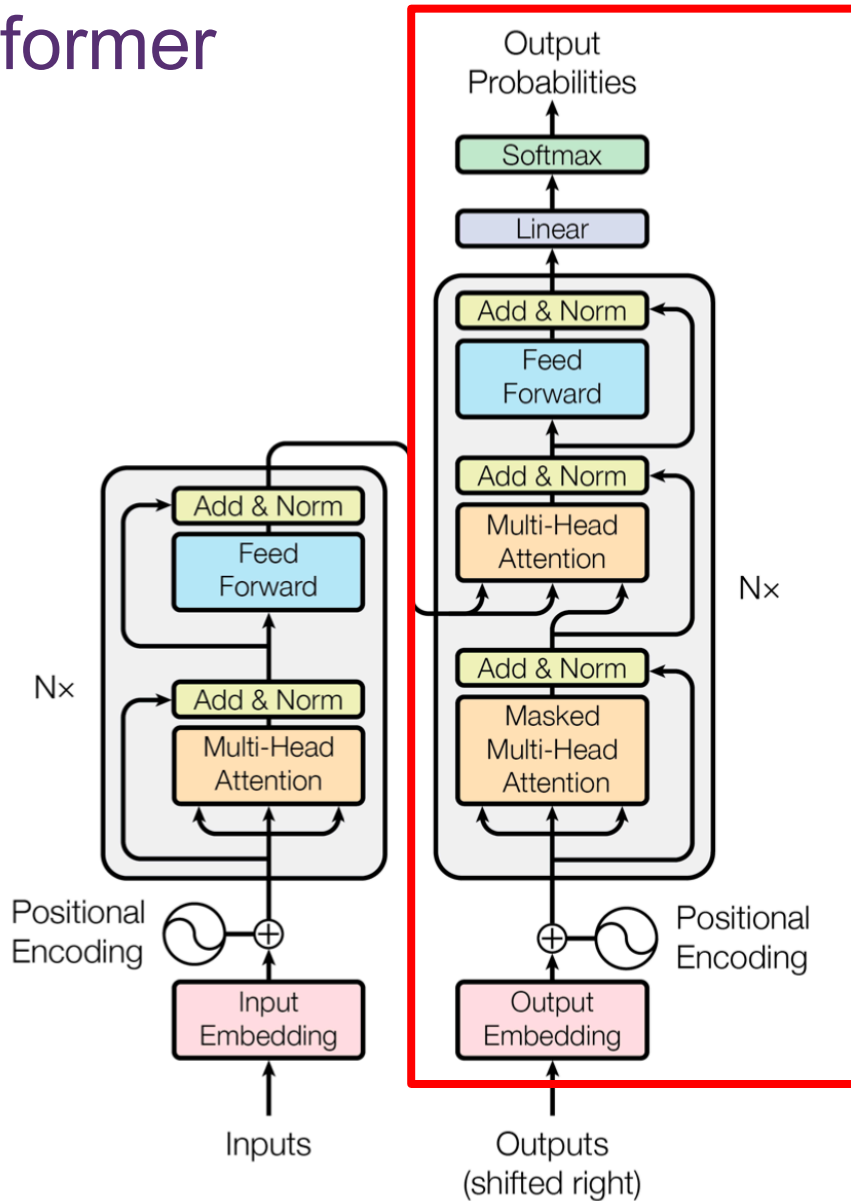 former
Output
Probabilities
Softmax
Linear
Add & Norm
Feed
Forward
Add & Norm
Multi-Head
Attention
Nx
Add & Norm
Masked
Multi-Head
Attention
Positional
Encoding
Output
Embedding
Outputs
(shifted right)
Add & Norm
Feed
Forward
Nx
Add & Norm
Multi-Head
Attention
Positional
Encoding
Input
Embedding
Inputs